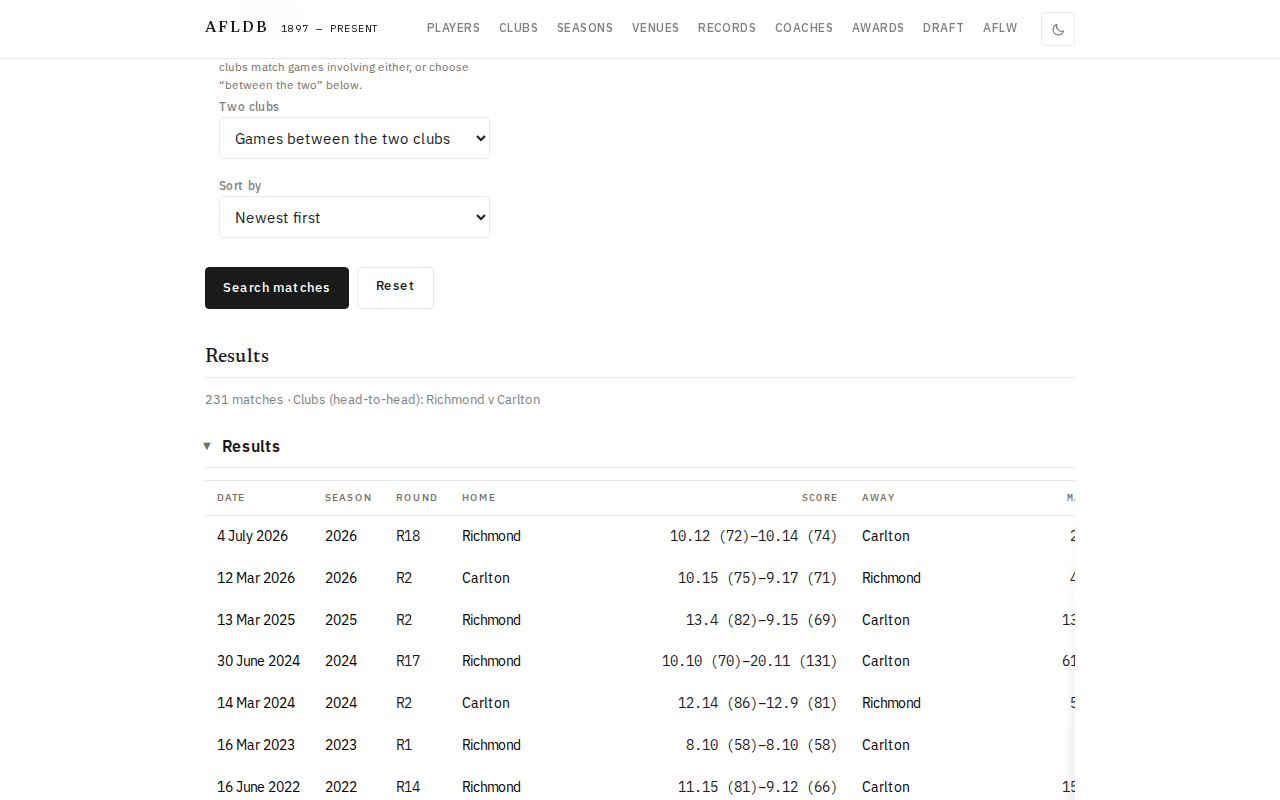 AFLDB 1897 – PRESENT PLAYERS CLUBS SEASONS VENUES RECORDS COACHES AWARDS DRAFT AFLW
clubs match games involving either, or choose
“between the two” below.
Two clubs
Games between the two clubs
Sort by
Newest first
Search matches Reset
Results
231 matches · Clubs (head-to-head): Richmond v Carlton
▼ Results
DATE SEASON ROUND HOME SCORE AWAY
4 July 2026 2026 R18 Richmond 10.12 (72)–10.14 (74) Carlton 2
12 Mar 2026 2026 R2 Carlton 10.15 (75)–9.17 (71) Richmond 4
13 Mar 2025 2025 R2 Richmond 13.4 (82)–9.15 (69) Carlton 13
30 June 2024 2024 R17 Richmond 10.10 (70)–20.11 (131) Carlton 61
14 Mar 2024 2024 R2 Carlton 12.14 (86)–12.9 (81) Richmond 5
16 Mar 2023 2023 R1 Richmond 8.10 (58)–8.10 (58) Carlton
16 June 2022 2022 R14 Richmond 11.15 (81)–9.12 (66) Carlton 15